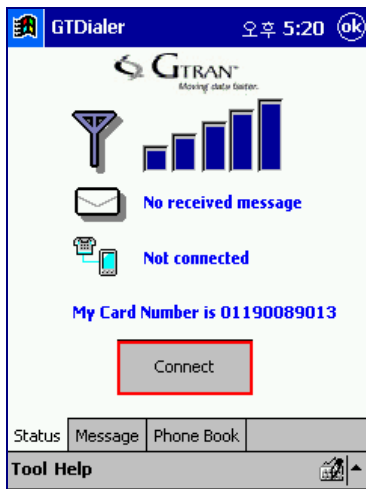 GTDialer 오후 5:20 ok
GTRAN
Moving data faster.
No received message
Not connected
My Card Number is 01190089013
Connect
Status Message Phone Book
Tool Help